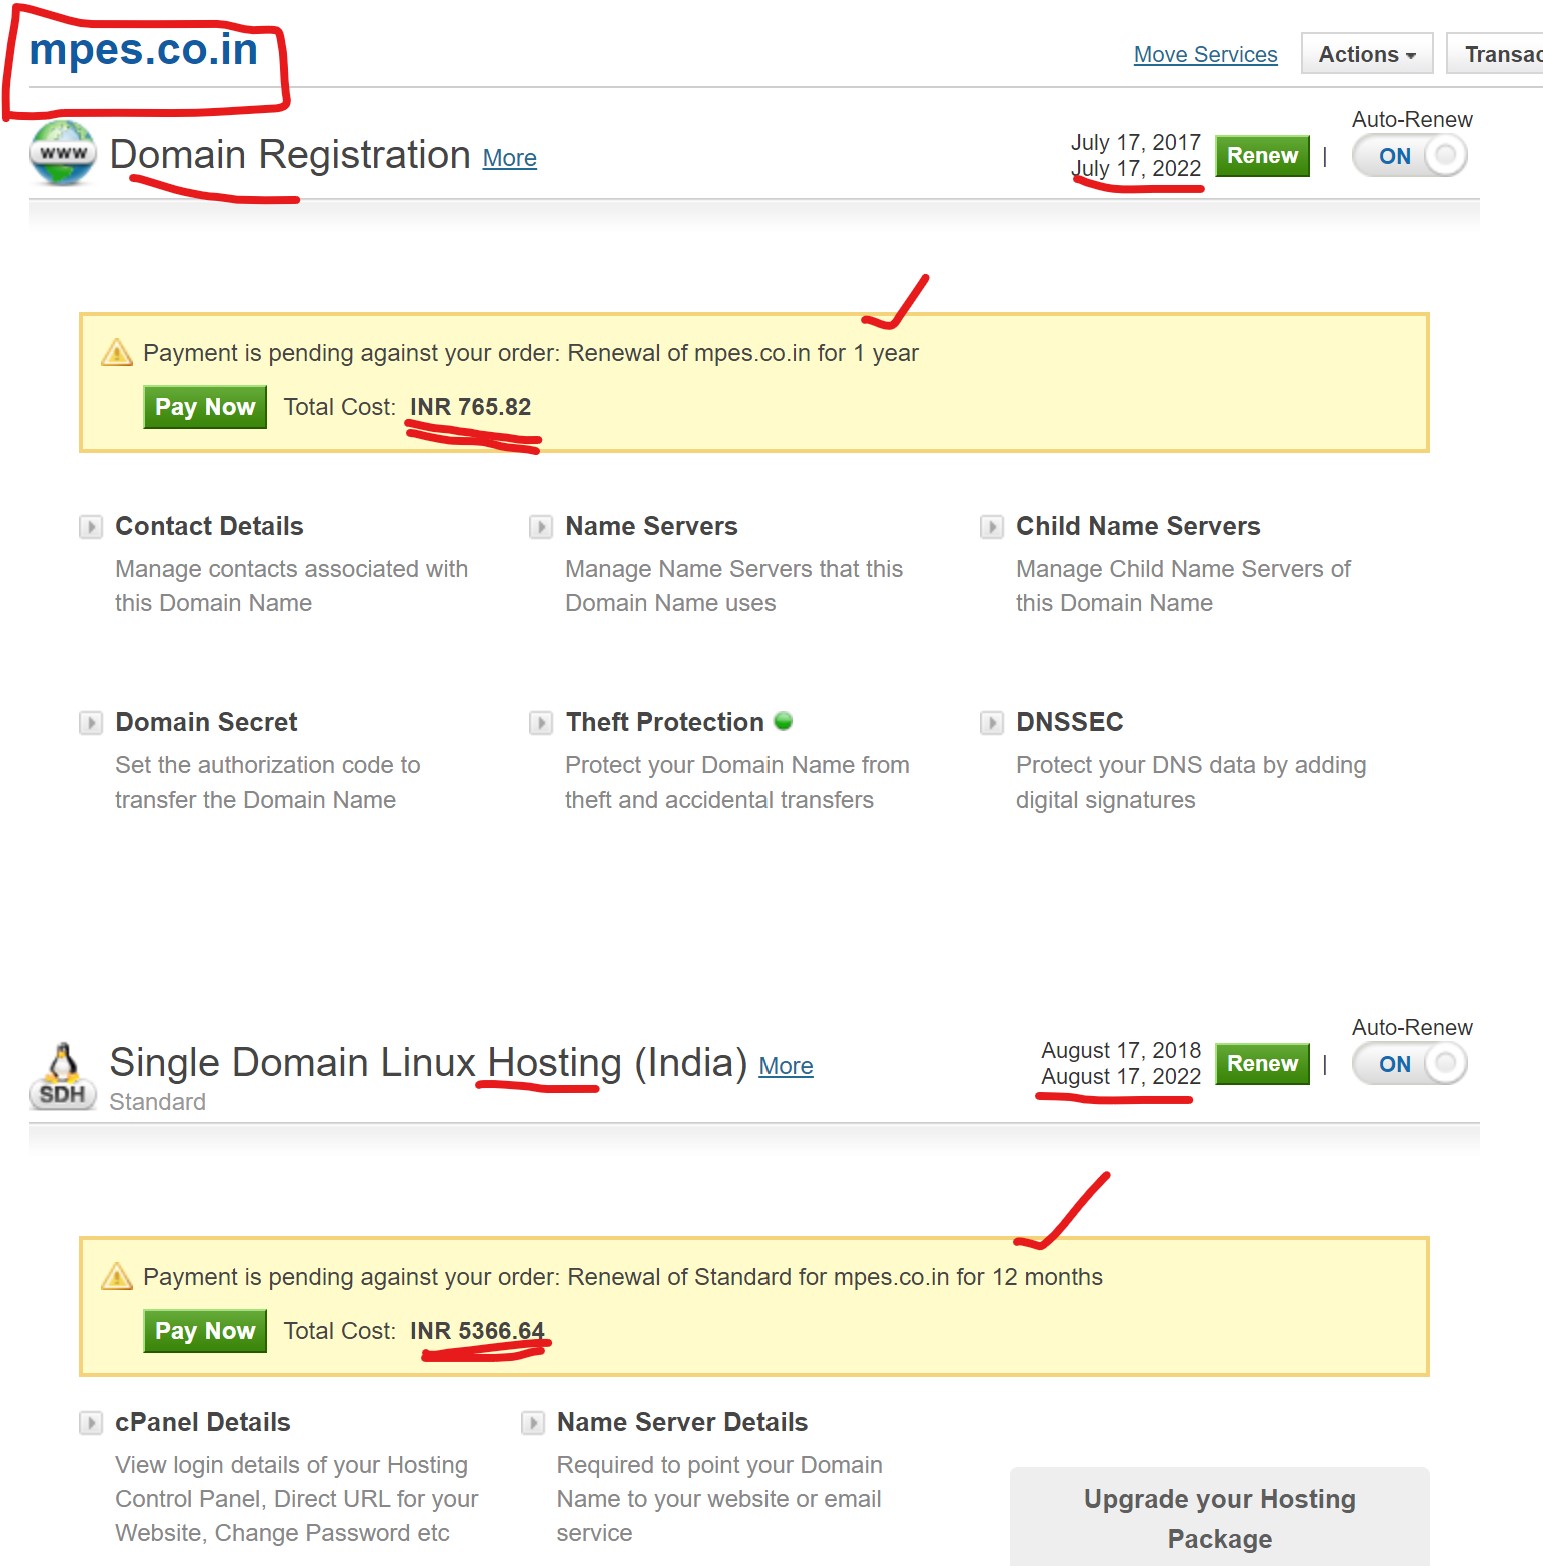 mpes.co.in
Move Services Actions Transac
Auto-Renew
WWW Domain Registration More
July 17, 2017
July 17, 2022
Renew | ON
Payment is pending against your order: Renewal of mpes.co.in for 1 year
Pay Now Total Cost: INR 765.82
Contact Details
Manage contacts associated with
this Domain Name
Name Servers
Manage Name Servers that this
Domain Name uses
Child Name Servers
Manage Child Name Servers of
this Domain Name
Domain Secret
Set the authorization code to
transfer the Domain Name
Theft Protection
Protect your Domain Name from
theft and accidental transfers
DNSSEC
Protect your DNS data by adding
digital signatures
Auto-Renew
SDH Single Domain Linux Hosting (India) More
Standard
August 17, 2018
August 17, 2022
Renew | ON
Payment is pending against your order: Renewal of Standard for mpes.co.in for 12 months
Pay Now Total Cost: INR 5366.64
cPanel Details
View login details of your Hosting
Control Panel, Direct URL for your
Website, Change Password etc
Name Server Details
Required to point your Domain
Name to your website or email
service
Upgrade your Hosting
Package